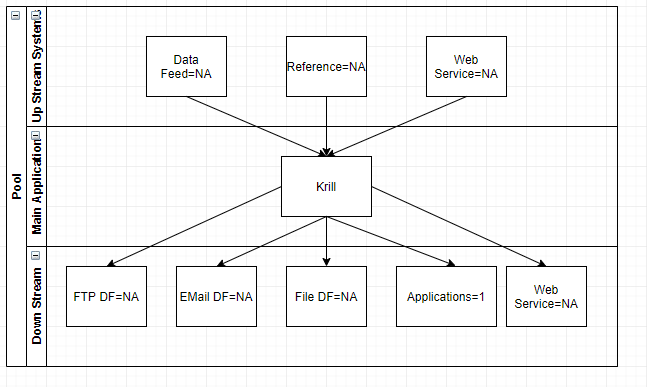 Pool
Up Stream Systems
Data
Feed=NA
Reference=NA
Web
Service=NA
Main Application
Krill
Down Stream
FTP DF=NA
EMail DF=NA
File DF=NA
Applications=1
Web
Service=NA